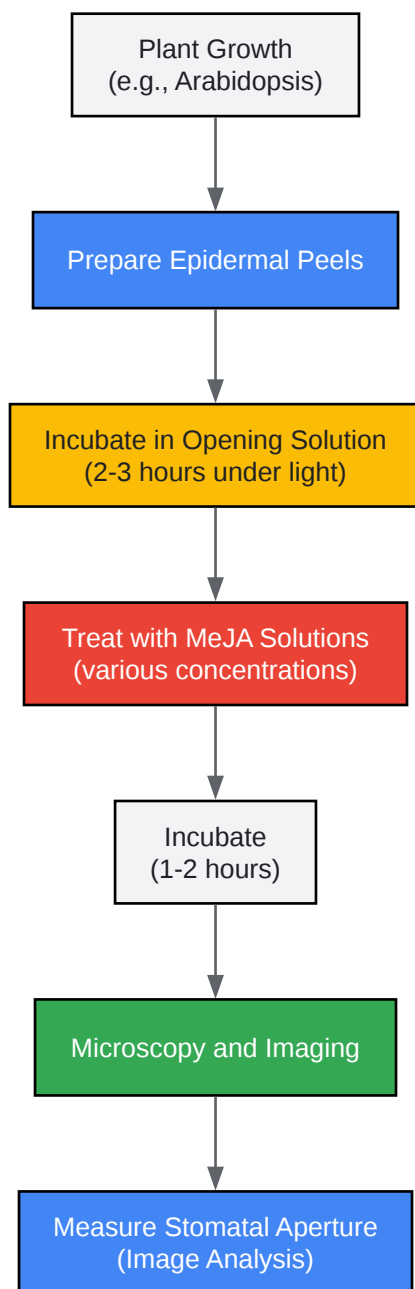 Plant Growth
(e.g., Arabidopsis)
Prepare Epidermal Peels
Incubate in Opening Solution
(2-3 hours under light)
Treat with MeJA Solutions
(various concentrations)
Incubate
(1-2 hours)
Microscopy and Imaging
Measure Stomatal Aperture
(Image Analysis)